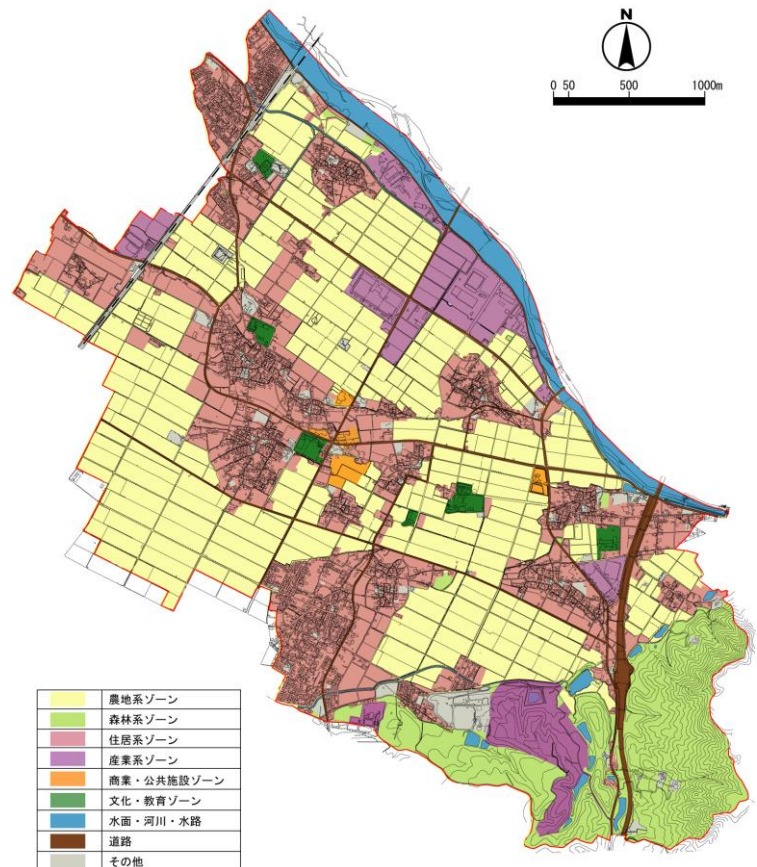 N
0 50 500 1000m
農地系ゾーン
森林系ゾーン
住居系ゾーン
産業系ゾーン
商業・公共施設ゾーン
文化・教育ゾーン
水面・河川・水路
道路
その他